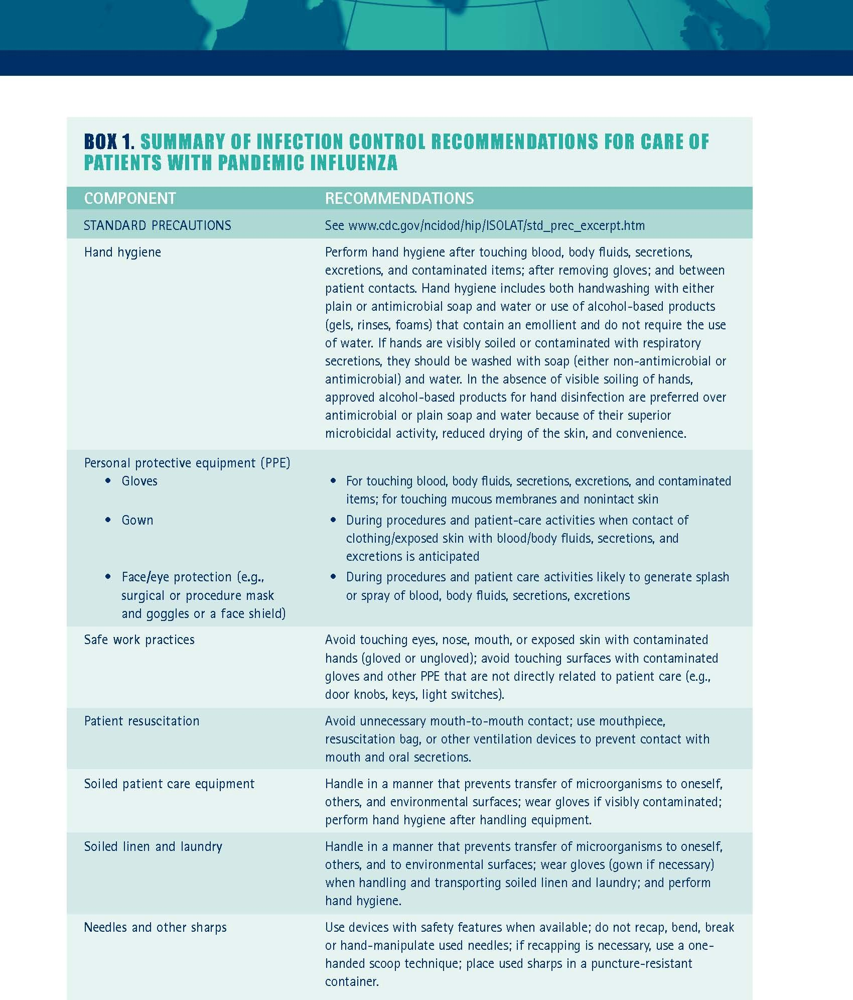 BOX 1. SUMMARY OF INFECTION CONTROL RECOMMENDATIONS FOR CARE OF
PATIENTS WITH PANDEMIC INFLUENZA
COMPONENT RECOMMENDATIONS
STANDARD PRECAUTIONS See www.cdc.gov/ncidod/hip/ISOLAT/std_prec_excerpt.htm
Hand hygiene Perform hand hygiene after touching blood, body fluids, secretions,
excretions, and contaminated items; after removing gloves; and between
patient contacts. Hand hygiene includes both handwashing with either
plain or antimicrobial soap and water or use of alcohol-based products
(gels, rinses, foams) that contain an emollient and do not require the use
of water. If hands are visibly soiled or contaminated with respiratory
secretions, they should be washed with soap (either non-antimicrobial or
antimicrobial) and water. In the absence of visible soiling of hands,
approved alcohol-based products for hand disinfection are preferred over
antimicrobial or plain soap and water because of their superior
microbicidal activity, reduced drying of the skin, and convenience.
Personal protective equipment (PPE)
• Gloves • For touching blood, body fluids, secretions, excretions, and contaminated
items; for touching mucous membranes and nonintact skin
• Gown • During procedures and patient-care activities when contact of
clothing/exposed skin with blood/body fluids, secretions, and
excretions is anticipated
• Face/eye protection (e.g., • During procedures and patient care activities likely to generate splash
surgical or procedure mask or spray of blood, body fluids, secretions, excretions
and goggles or a face shield)
Safe work practices Avoid touching eyes, nose, mouth, or exposed skin with contaminated
hands (gloved or ungloved); avoid touching surfaces with contaminated
gloves and other PPE that are not directly related to patient care (e.g.,
door knobs, keys, light switches).
Patient resuscitation Avoid unnecessary mouth-to-mouth contact; use mouthpiece,
resuscitation bag, or other ventilation devices to prevent contact with
mouth and oral secretions.
Soiled patient care equipment Handle in a manner that prevents transfer of microorganisms to oneself,
others, and environmental surfaces; wear gloves if visibly contaminated;
perform hand hygiene after handling equipment.
Soiled linen and laundry Handle in a manner that prevents transfer of microorganisms to oneself,
others, and to environmental surfaces; wear gloves (gown if necessary)
when handling and transporting soiled linen and laundry; and perform
hand hygiene.
Needles and other sharps Use devices with safety features when available; do not recap, bend, break
or hand-manipulate used needles; if recapping is necessary, use a one-
handed scoop technique; place used sharps in a puncture-resistant
container.